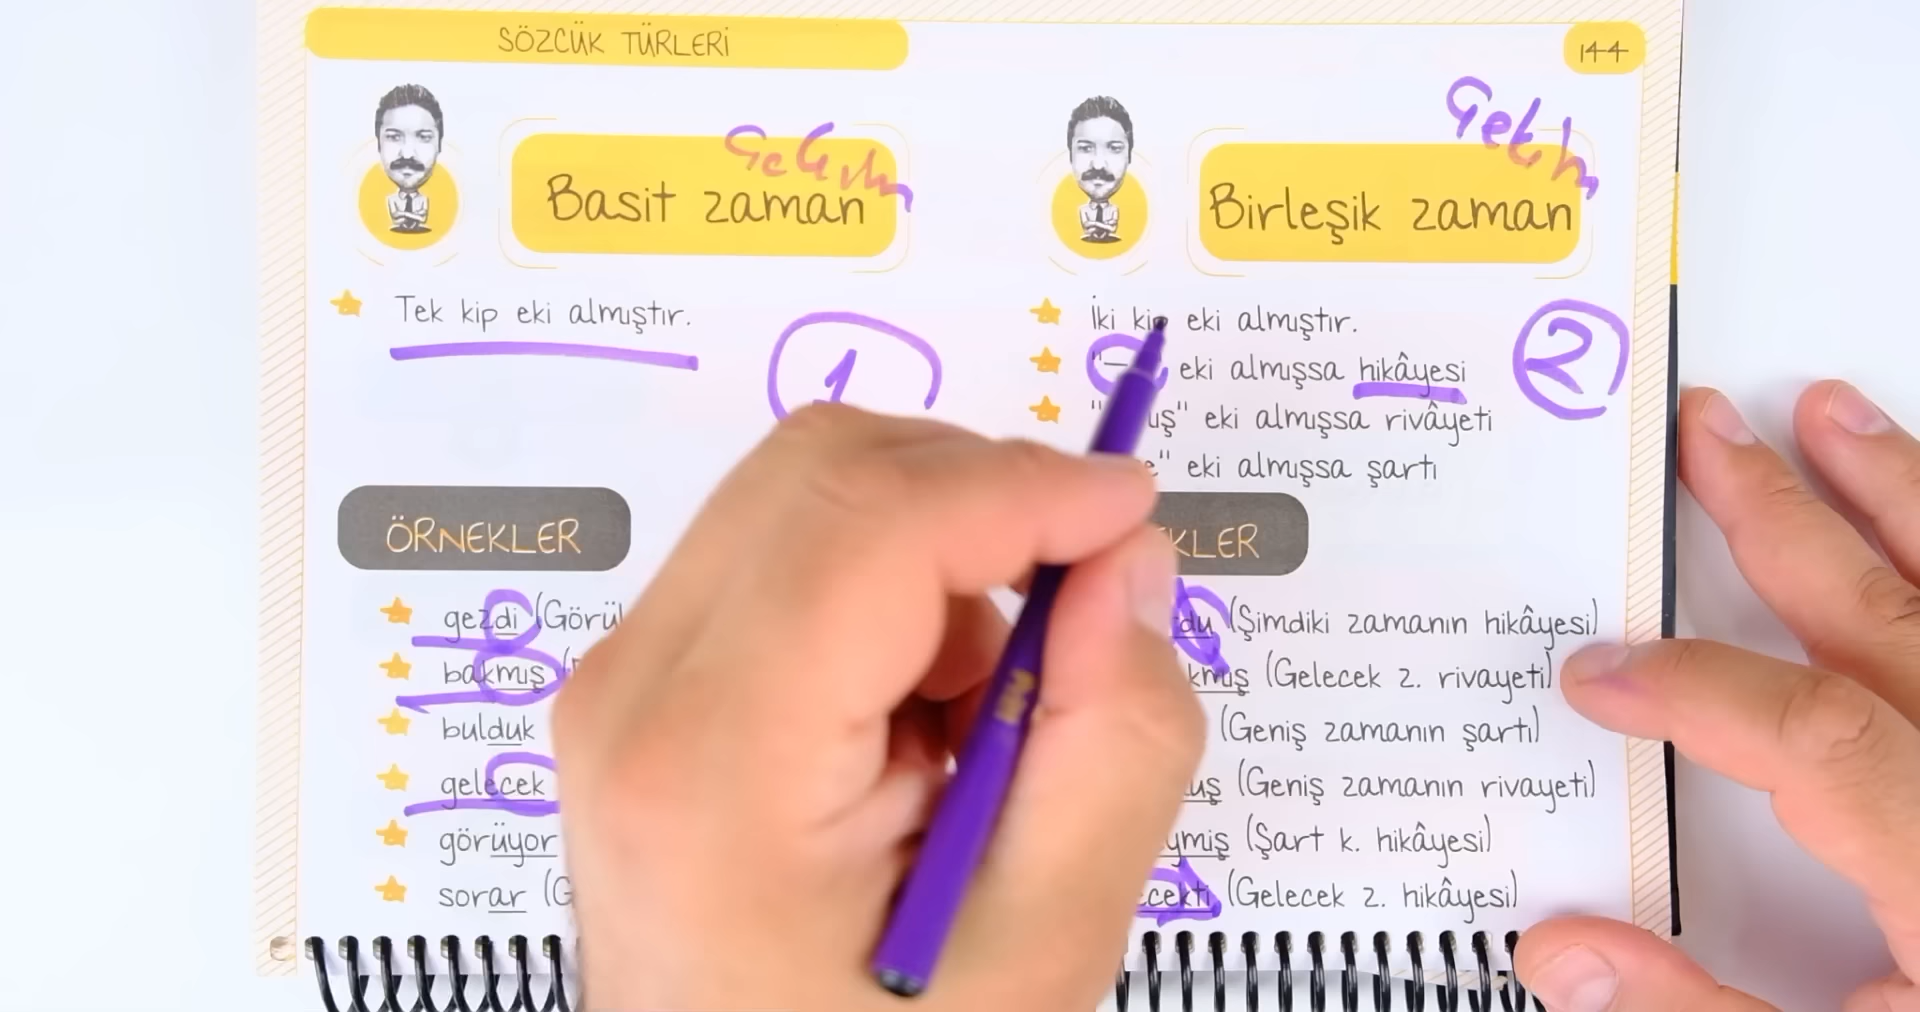 SÖZCÜK TÜRLERİ
144
Basit zaman
Tek kip eki almıştır.
1
ÖRNEKLER
gezdi
bakmış
bulduk
gelecek
görüyor
sorar
Birleşik zaman
İki kip eki almıştır.
eki almışsa hikâyesi
2
eki almışsa rivâyeti
eki almışsa şartı
(Şimdiki zamanın hikâyesi)
(Gelecek z. rivayeti)
(Geniş zamanın şartı)
(Geniş zamanın rivayeti)
(Şart k. hikâyesi)
(Gelecek z. hikâyesi)